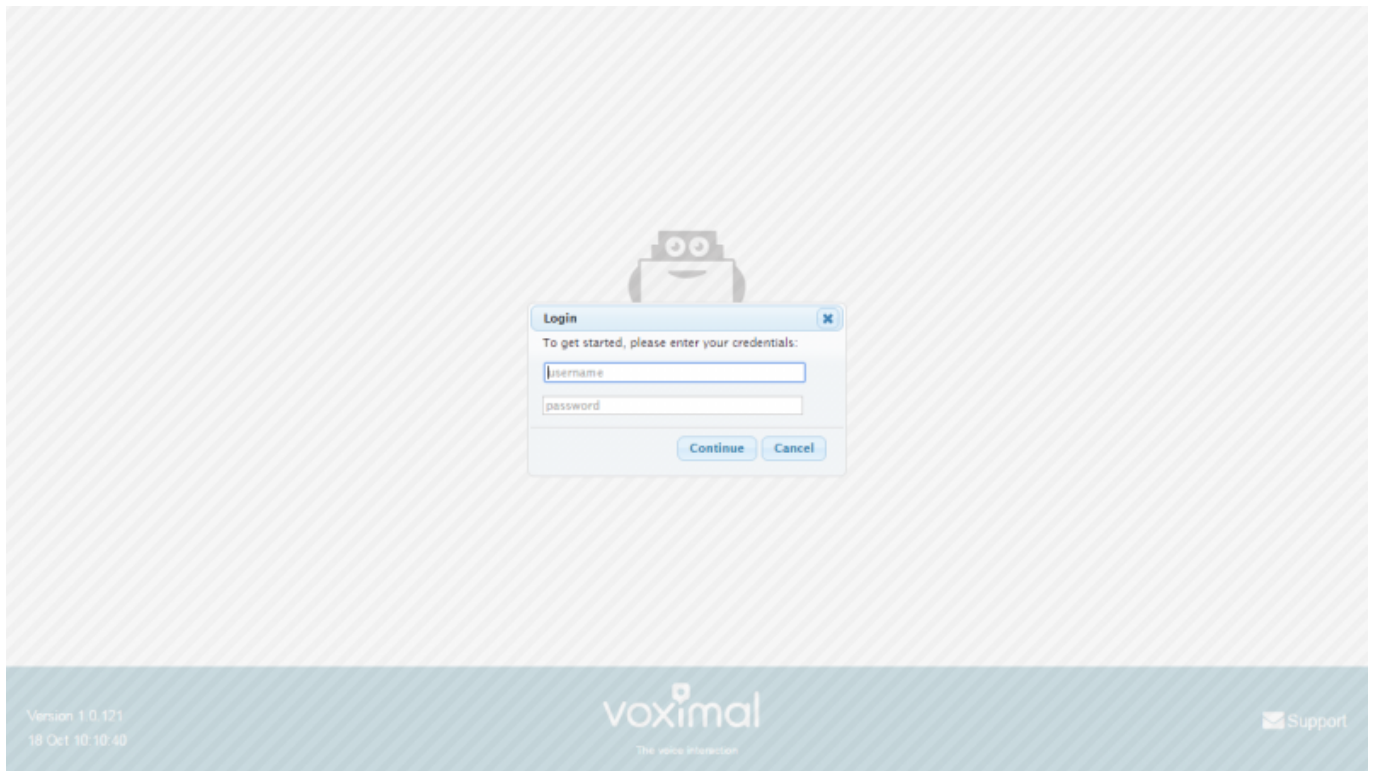 Login
To get started, please enter your credentials:
username
password
Continue Cancel
Version 1.0.121
18 Oct 10:10:40
voximal
The voice interaction
Support